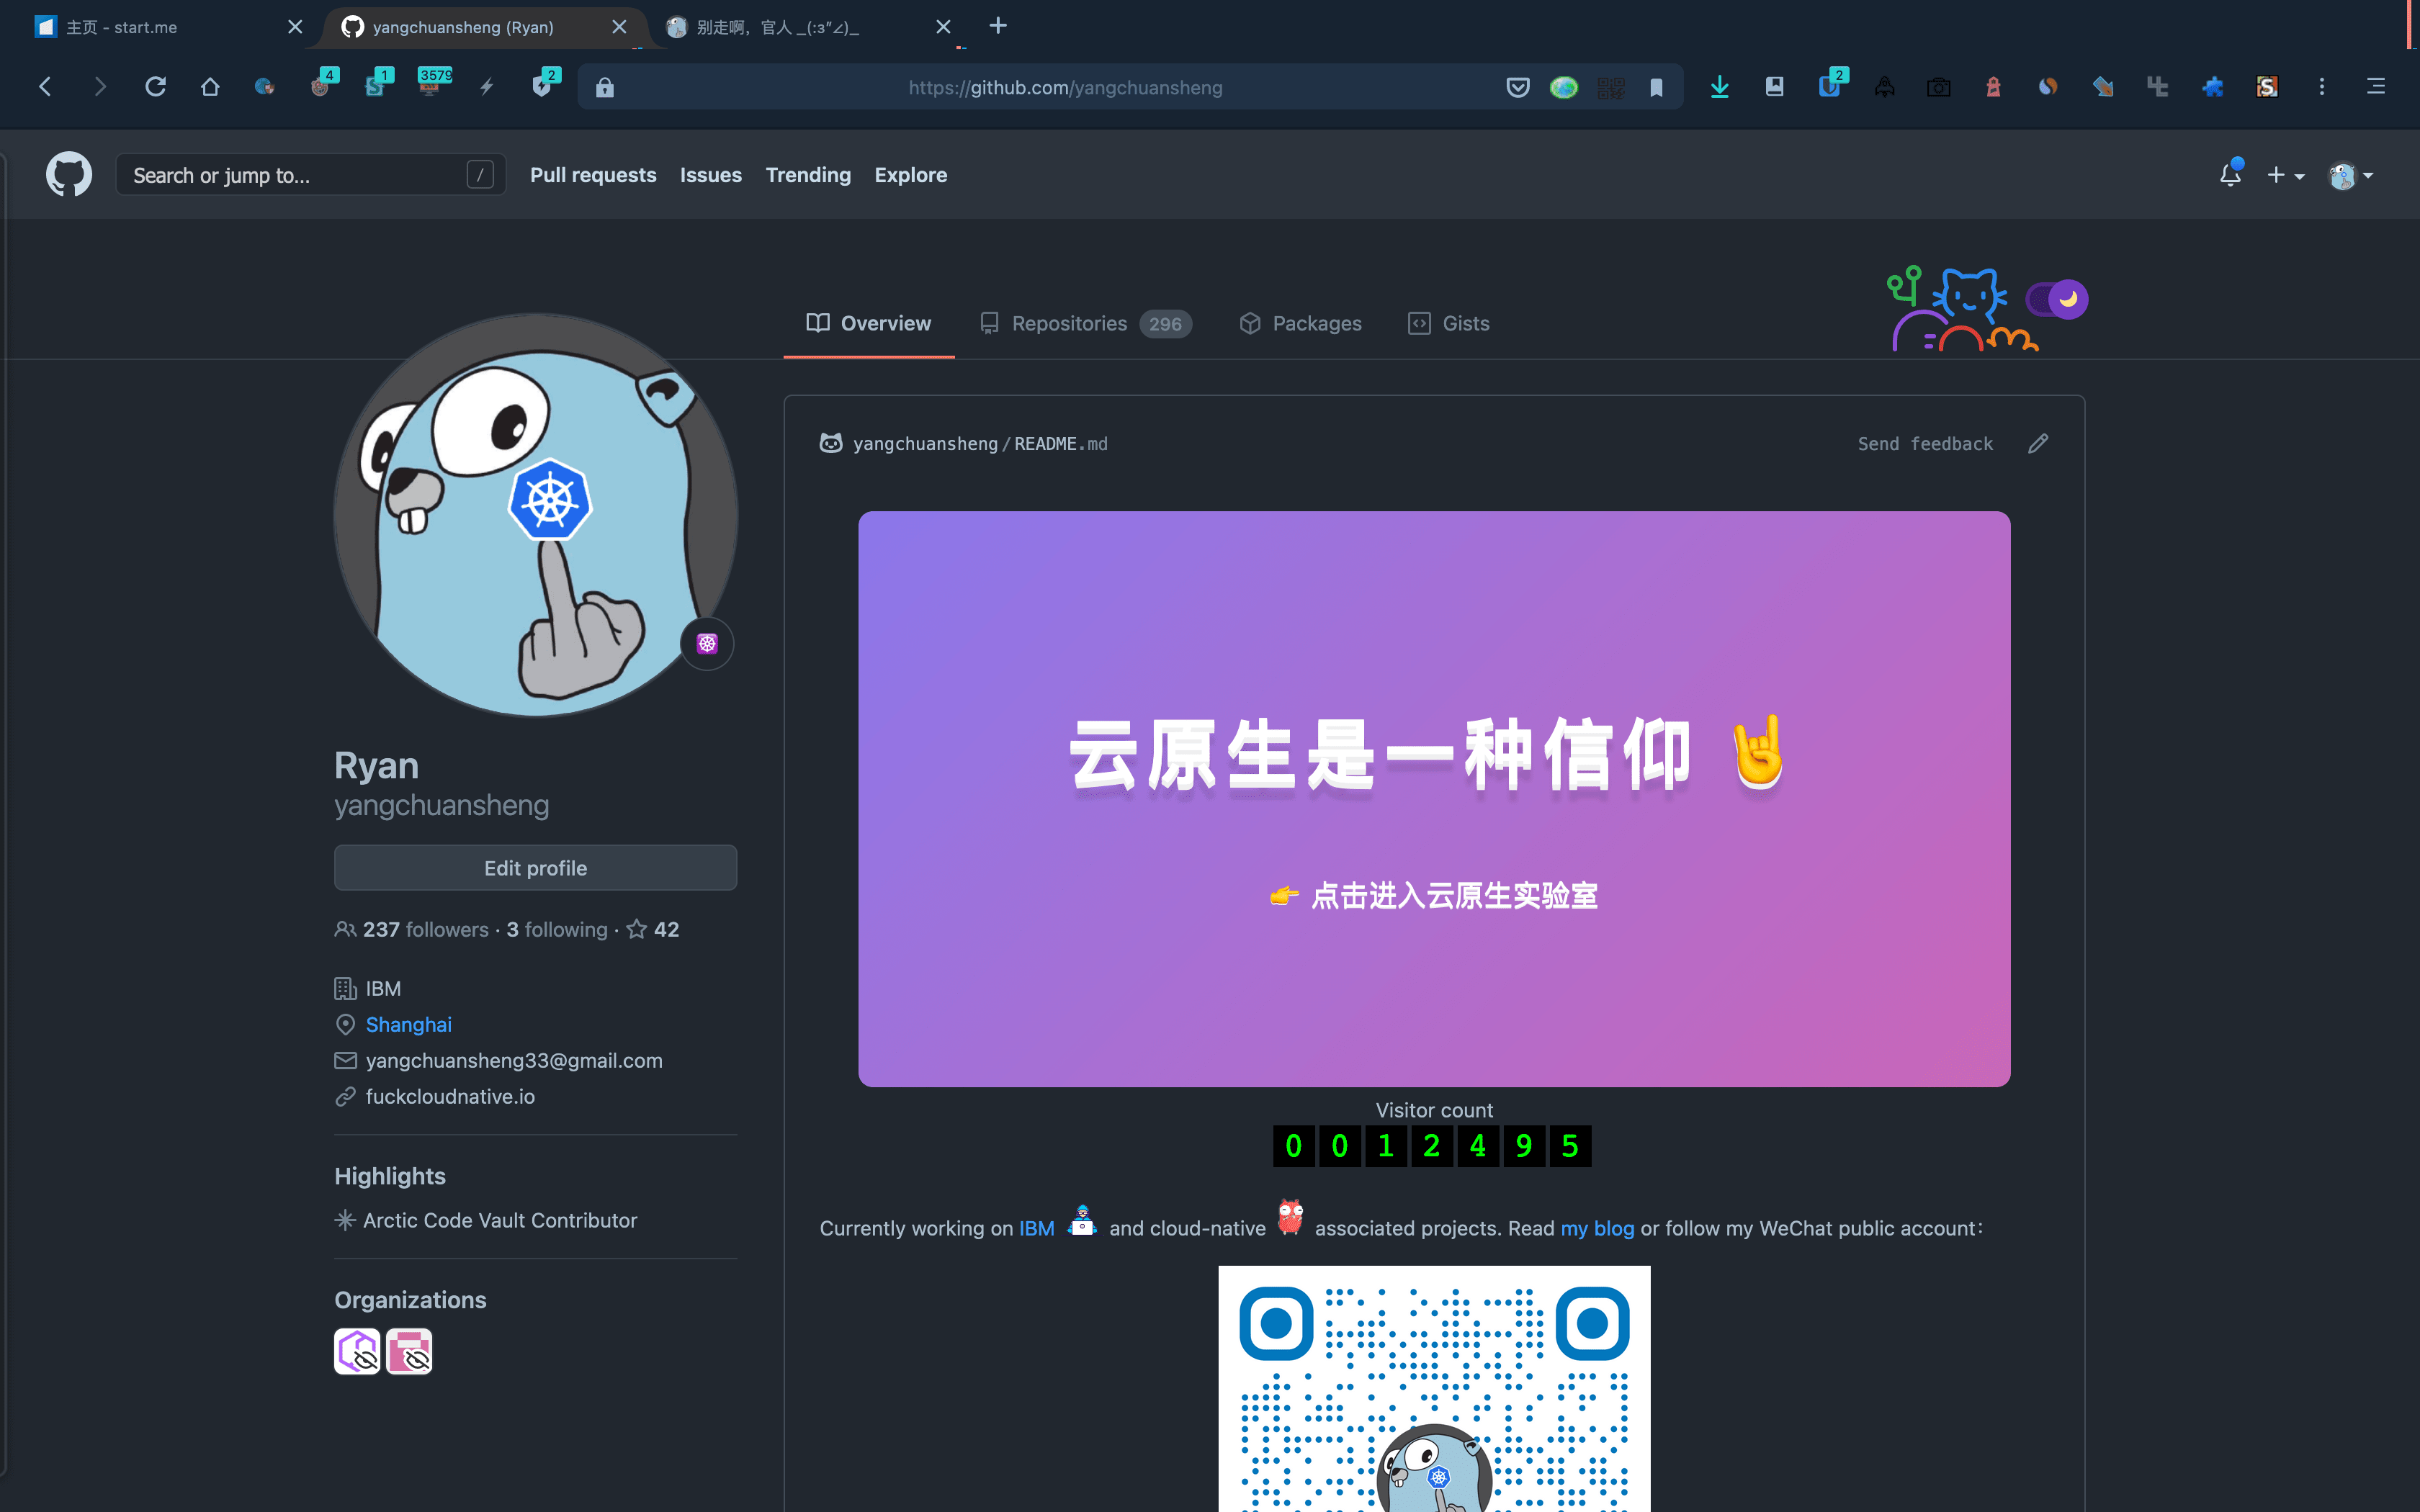 主页 - start.me
yangchuansheng (Ryan)
别走啊，官人 _(:з"∠)_
4
1
3579
2
https://github.com/yangchuansheng
2
S
Search or jump to...
/
Pull requests
Issues
Trending
Explore
Overview
Repositories 296
Packages
Gists
yangchuansheng/README.md
Send feedback
云原生是一种信仰 🤘
👉 点击进入云原生实验室
Ryan
yangchuansheng
Edit profile
237 followers · 3 following · 42
IBM
Shanghai
yangchuansheng33@gmail.com
fuckcloudnative.io
Highlights
Arctic Code Vault Contributor
Organizations
Visitor count
0 0 1 2 4 9 5
Currently working on IBM and cloud-native associated projects. Read my blog or follow my WeChat public account：